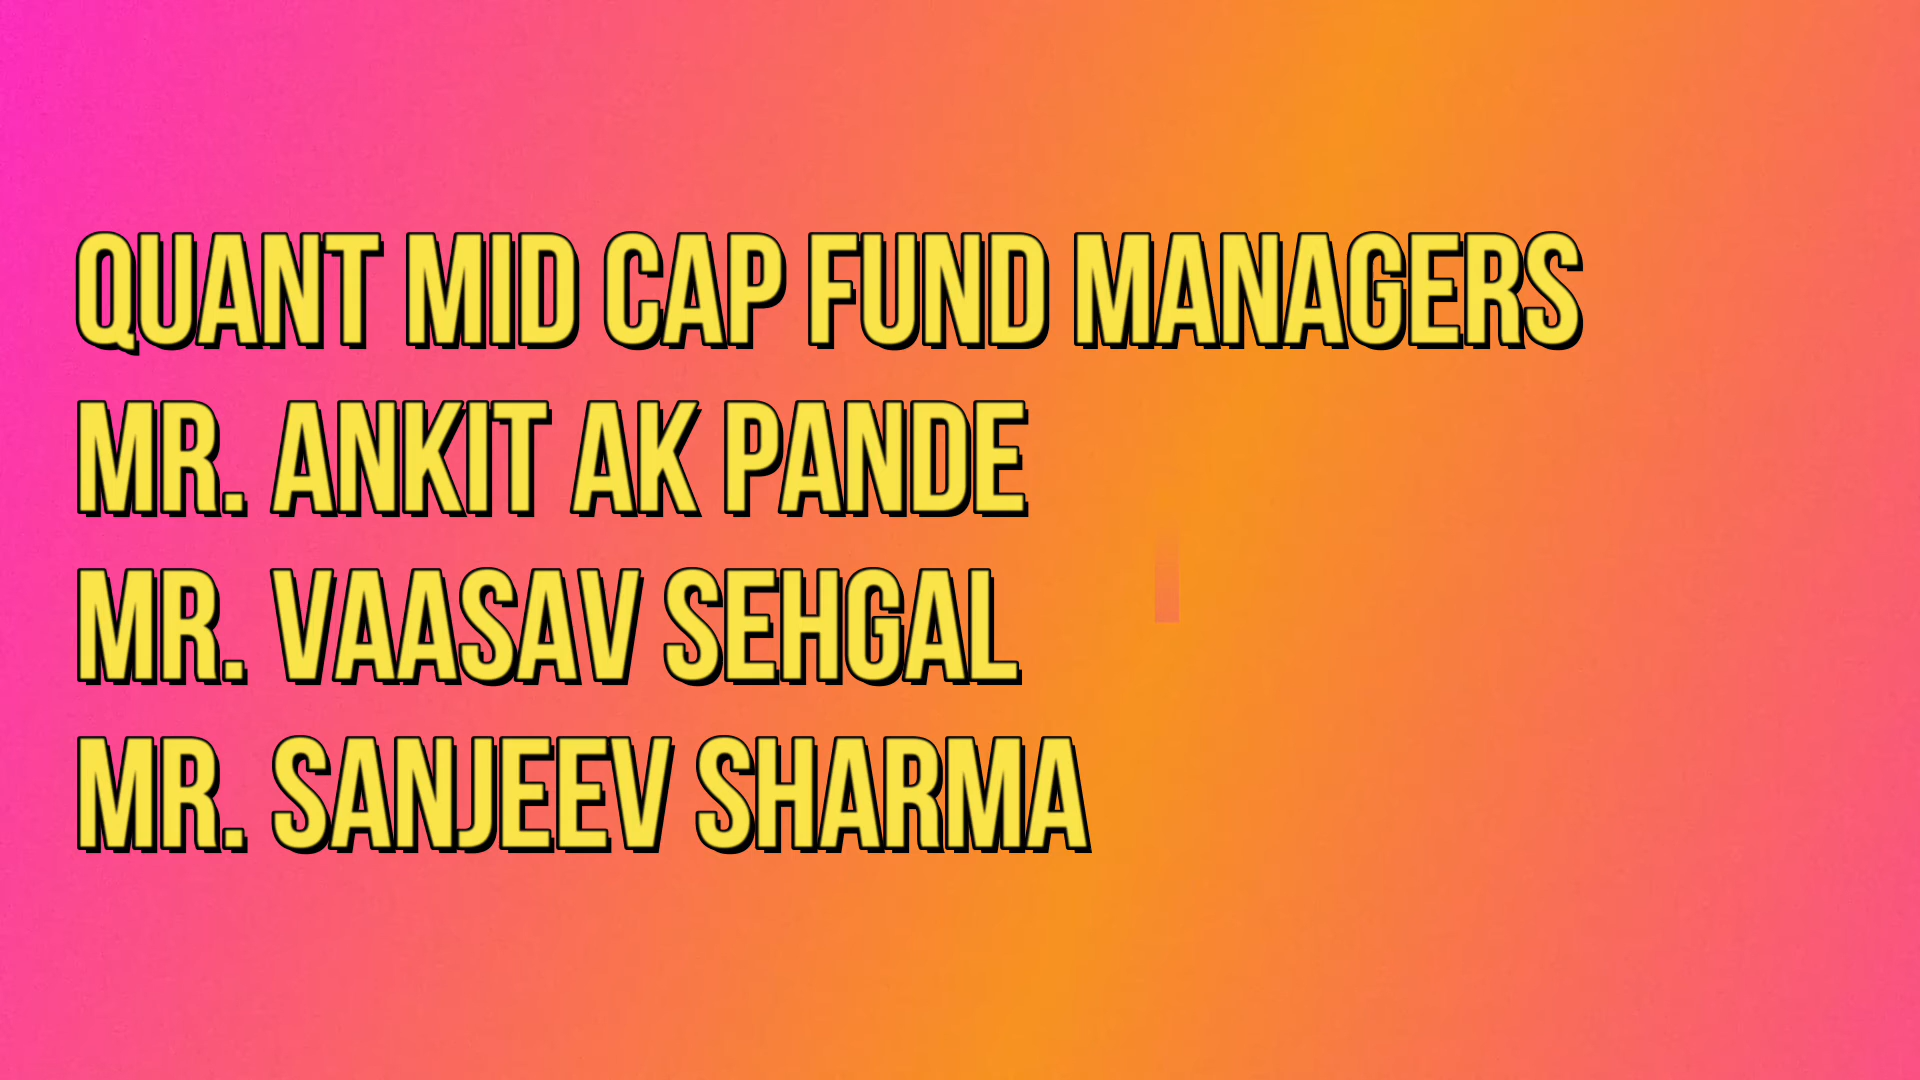 QUANT MID CAP FUND MANAGERS
MR. ANKIT AK PANDE
MR. VAASAV SEHGAL
MR. SANJEEV SHARMA